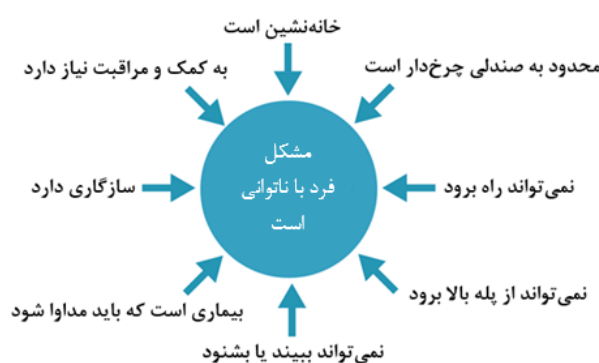 خانه‌نشین است
به کمک و مراقبت نیاز دارد
محدود به صندلی چرخ‌دار است
مشکل
فرد با ناتوانی
است
سازگاری دارد
نمی‌تواند راه برود
بیماری است که باید مداوا شود
نمی‌تواند از پله بالا برود
نمی‌تواند ببیند یا بشنود